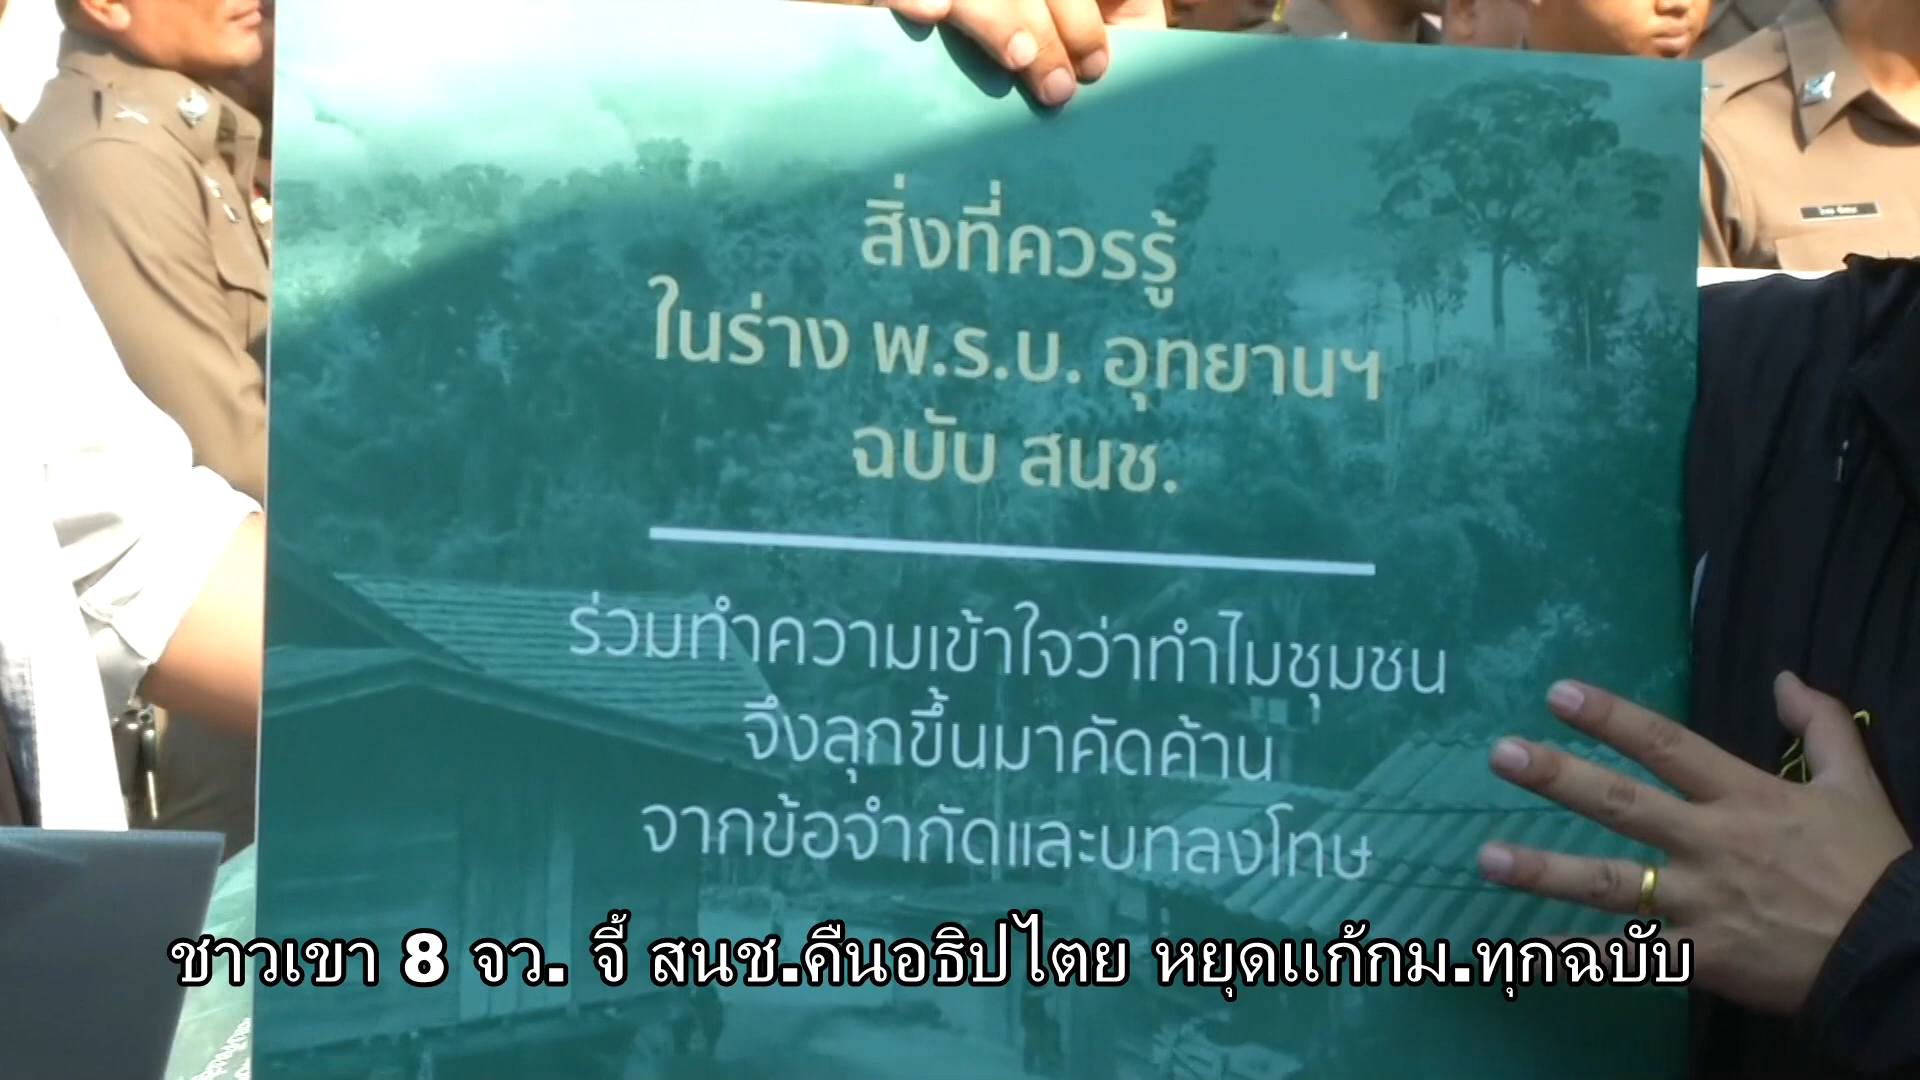 สิ่งที่ควรรู้
ในร่าง พ.ร.บ. อุทยานฯ
ฉบับ สนช.
ร่วมทำความเข้าใจว่าทำไมชุมชน
จึงลุกขึ้นมาคัดค้าน
จากข้อจำกัดและบทลงโทษ
ชาวเขา 8 จว. จี้ สนช.คืนอธิปไตย หยุดแก้กม.ทุกฉบับ